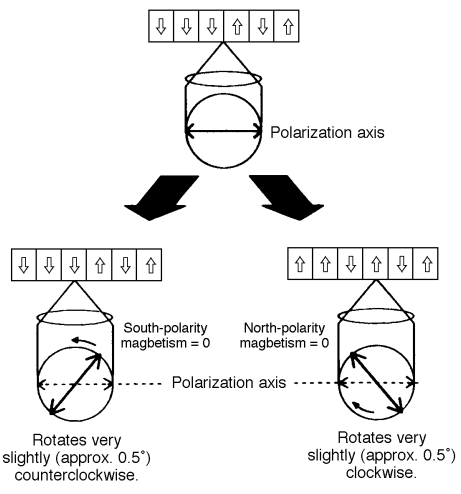 Polarization axis
South-polarity
magbetism = 0
North-polarity
magbetism = 0
Polarization axis
Rotates very
slightly (approx. 0.5˚)
counterclockwise.
Rotates very
slightly (approx. 0.5˚)
clockwise.